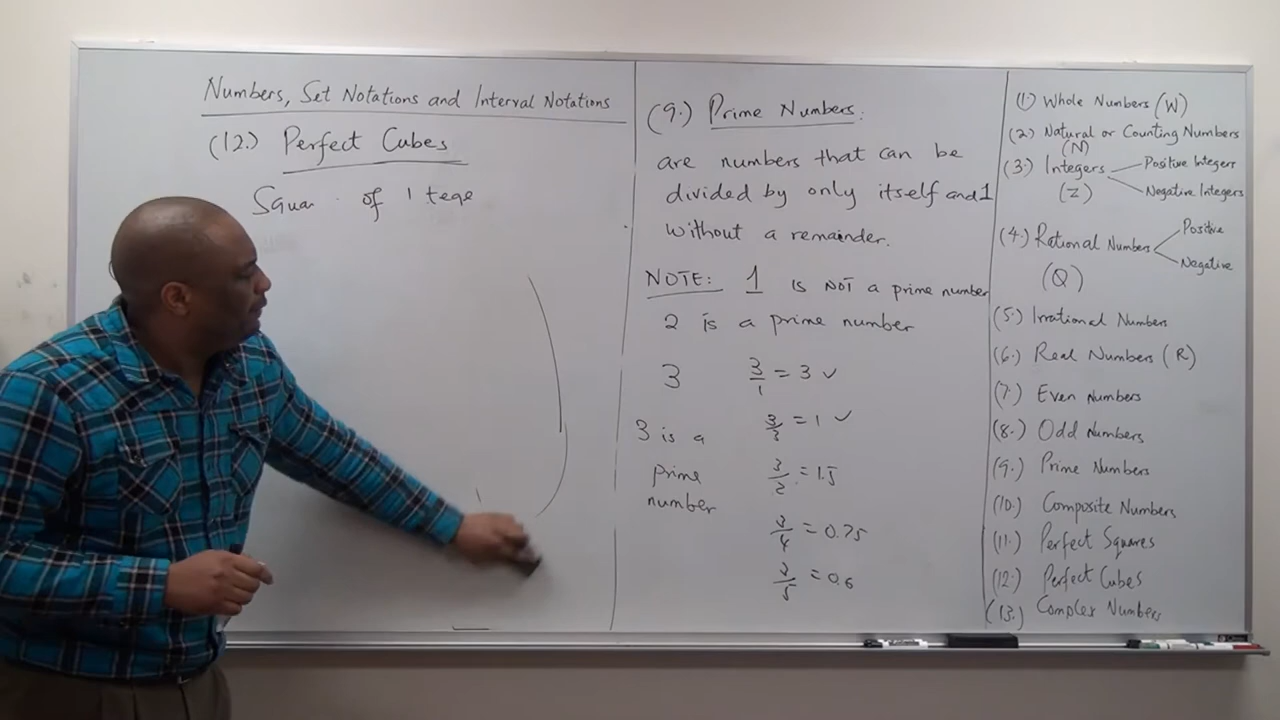 Numbers, Set Notations and Interval Notations
(12.) Perfect Cubes
Squa of tege
(9.) Prime Numbers.
are numbers that can be
divided by only itself and 1
without a remainder.
NOTE: 1 is NOT a prime number
2 is a prime number
3
3/1 = 3 ✓
3/3 = 1 ✓
3 is a
prime
number
3/2 = 1.5
3/4 = 0.75
3/5 = 0.6
(1) Whole Numbers (W)
(2) Natural or Counting Numbers
(N)
(3.) Integers
Positive Integers
Negative Integers
(Z)
(4.) Rational Numbers
Positive
Negative
(Q)
(5.) Irrational Numbers
(6.) Real Numbers (R)
(7.) Even Numbers
(8.) Odd Numbers
(9.) Prime Numbers
(10.) Composite Numbers
(11.) Perfect Squares
(12.) Perfect Cubes
(13.) Complex Numbers